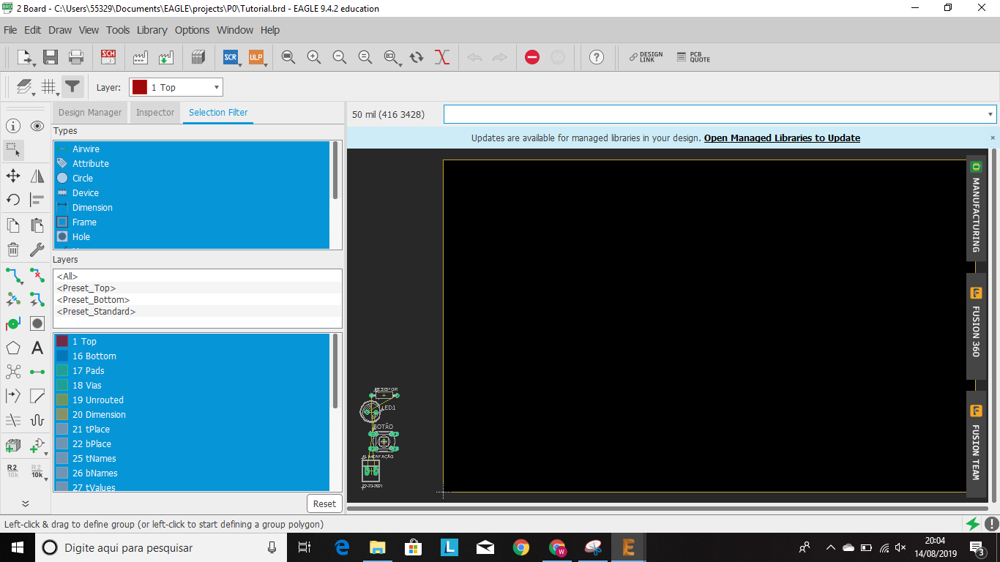 2 Board - C:\Users\55329\Documents\EAGLE\projects\P0\Tutorial.brd - EAGLE 9.4.2 education
File Edit Draw View Tools Library Options Window Help
SCH
BRD
SCR
ULP
GO
DESIGN
LINK
PCB
QUOTE
Layer:
1 Top
Design Manager
Inspector
Selection Filter
50 mil (416 3428)
Types
Updates are available for managed libraries in your design. Open Managed Libraries to Update
Airwire
Attribute
Circle
Device
Dimension
Frame
Hole
Layers
<All>
<Preset_Top>
<Preset_Bottom>
<Preset_Standard>
1 Top
16 Bottom
17 Pads
18 Vias
19 Unrouted
20 Dimension
21 tPlace
22 bPlace
25 tNames
26 bNames
27 tValues
Reset
R2
10k
R2
10k
RESISTOR
LED1
BOTÃO
ALIMENTAÇÃO
22-23-2021
MANUFACTURING
FUSION 360
FUSION TEAM
Left-click & drag to define group (or left-click to start defining a group polygon)
Digite aqui para pesquisar
20:04
14/08/2019
3